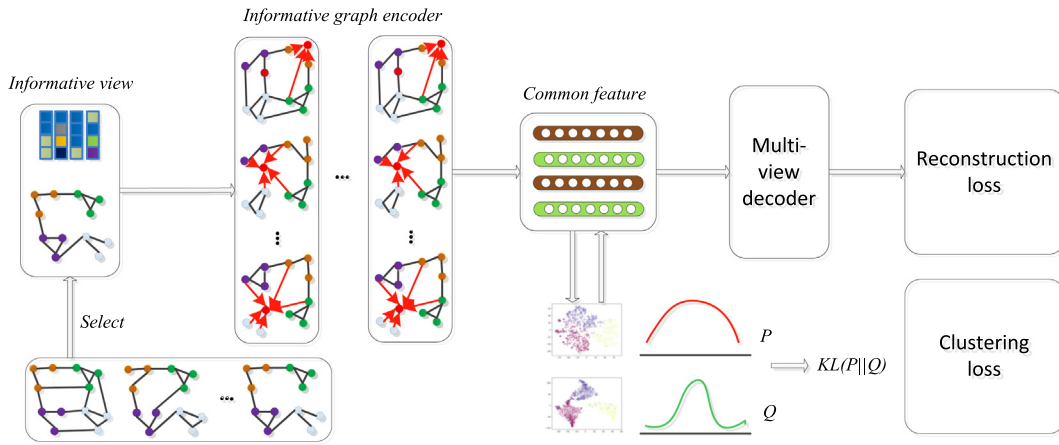 Informative graph encoder
Informative view
Common feature
Multi-
view
decoder
Reconstruction
loss
Select
P
KL(P||Q)
Q
Clustering
loss